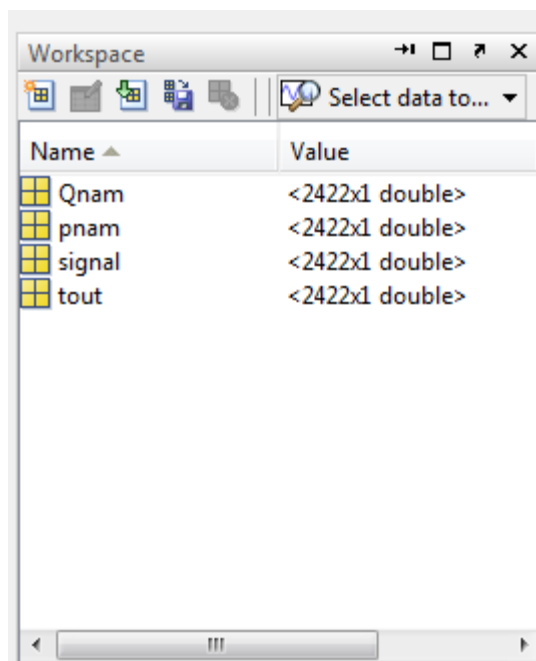 Workspace
Select data to...
Name Value
Qnam <2422x1 double>
pnam <2422x1 double>
signal <2422x1 double>
tout <2422x1 double>